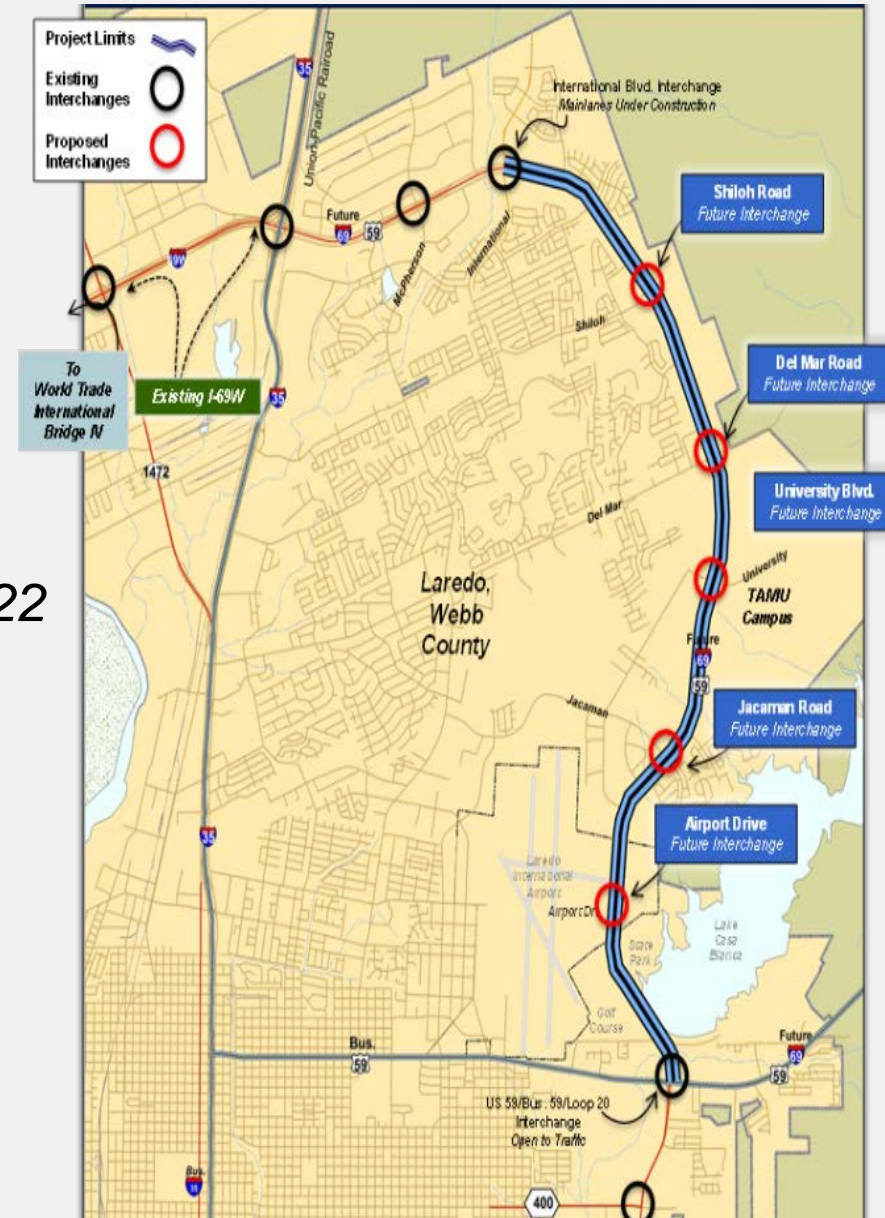 Project Limits
Existing
Interchanges
Proposed
Interchanges
35
Union Pacific Railroad
International Blvd. Interchange
Mainlanes Under Construction
Shiloh Road
Future Interchange
Future
69
59
McPherson
International
69W
Shiloh
To
World Trade
International
Bridge IV
Existing I-69W
35
Del Mar Road
Future Interchange
1472
University Blvd.
Future Interchange
Del Mar
22
Laredo,
Webb
County
University
TAMU
Campus
Future
69
59
Jacaman
Jacaman Road
Future Interchange
35
Airport Drive
Future Interchange
Laredo
International
Airport
Airport Dr
State
Park
Lake
Casa
Blanca
Golf
Course
Bus.
59
Future
69
59
US 59/Bus. 59/Loop 20
Interchange
Open to Traffic
Bus.
400